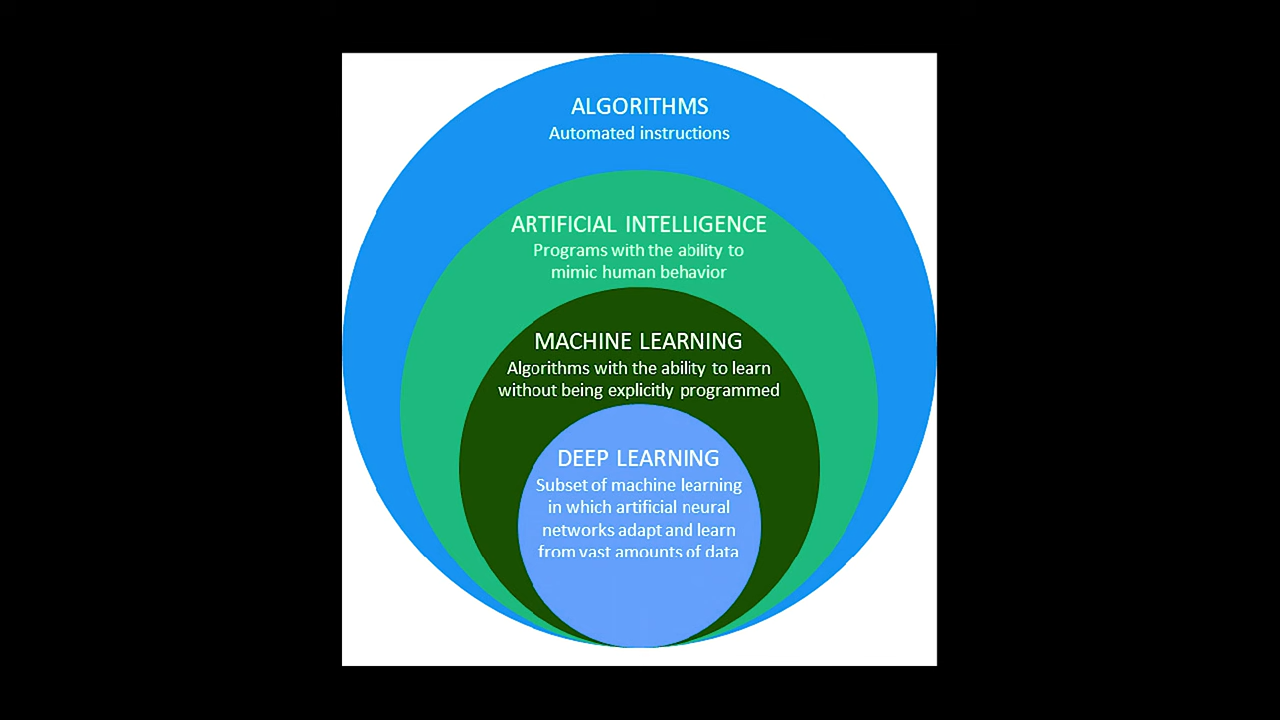 ALGORITHMS
Automated instructions
ARTIFICIAL INTELLIGENCE
Programs with the ability to
mimic human behavior
MACHINE LEARNING
Algorithms with the ability to learn
without being explicitly programmed
DEEP LEARNING
Subset of machine learning
in which artificial neural
networks adapt and learn
from vast amounts of data